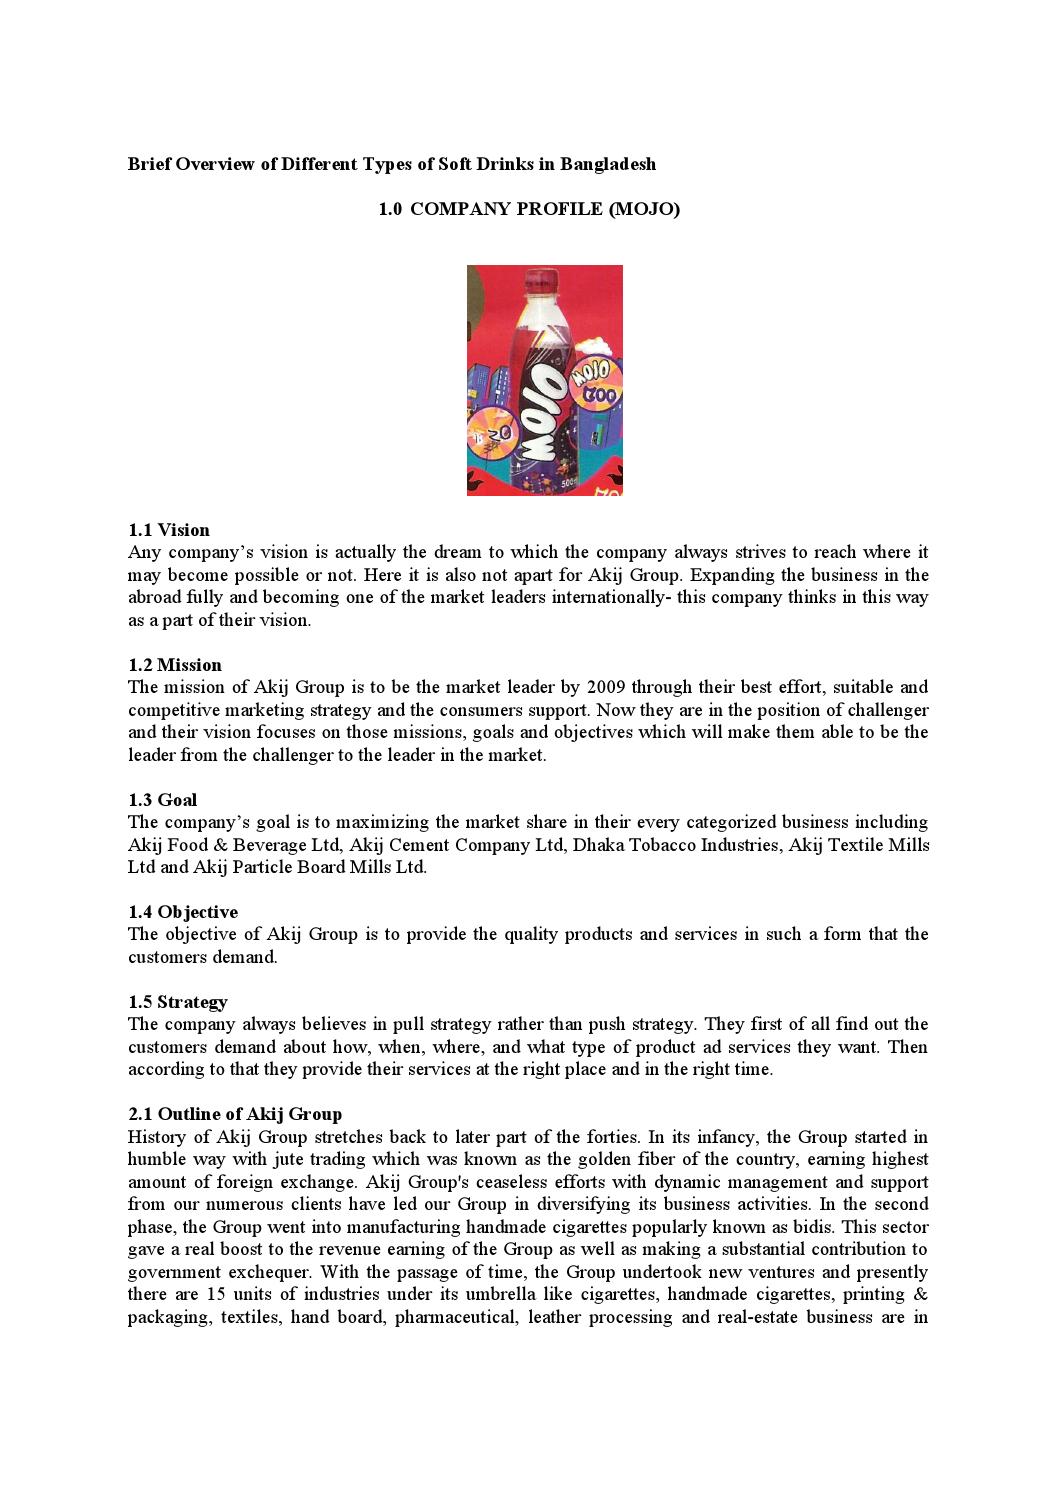 Brief Overview of Different Types of Soft Drinks in Bangladesh
1.0 COMPANY PROFILE (MOJO)
MOJO
MOJO
700
500
1.1 Vision
Any company’s vision is actually the dream to which the company always strives to reach where it
may become possible or not. Here it is also not apart for Akij Group. Expanding the business in the
abroad fully and becoming one of the market leaders internationally- this company thinks in this way
as a part of their vision.
1.2 Mission
The mission of Akij Group is to be the market leader by 2009 through their best effort, suitable and
competitive marketing strategy and the consumers support. Now they are in the position of challenger
and their vision focuses on those missions, goals and objectives which will make them able to be the
leader from the challenger to the leader in the market.
1.3 Goal
The company’s goal is to maximizing the market share in their every categorized business including
Akij Food & Beverage Ltd, Akij Cement Company Ltd, Dhaka Tobacco Industries, Akij Textile Mills
Ltd and Akij Particle Board Mills Ltd.
1.4 Objective
The objective of Akij Group is to provide the quality products and services in such a form that the
customers demand.
1.5 Strategy
The company always believes in pull strategy rather than push strategy. They first of all find out the
customers demand about how, when, where, and what type of product ad services they want. Then
according to that they provide their services at the right place and in the right time.
2.1 Outline of Akij Group
History of Akij Group stretches back to later part of the forties. In its infancy, the Group started in
humble way with jute trading which was known as the golden fiber of the country, earning highest
amount of foreign exchange. Akij Group's ceaseless efforts with dynamic management and support
from our numerous clients have led our Group in diversifying its business activities. In the second
phase, the Group went into manufacturing handmade cigarettes popularly known as bidis. This sector
gave a real boost to the revenue earning of the Group as well as making a substantial contribution to
government exchequer. With the passage of time, the Group undertook new ventures and presently
there are 15 units of industries under its umbrella like cigarettes, handmade cigarettes, printing &
packaging, textiles, hand board, pharmaceutical, leather processing and real-estate business are in